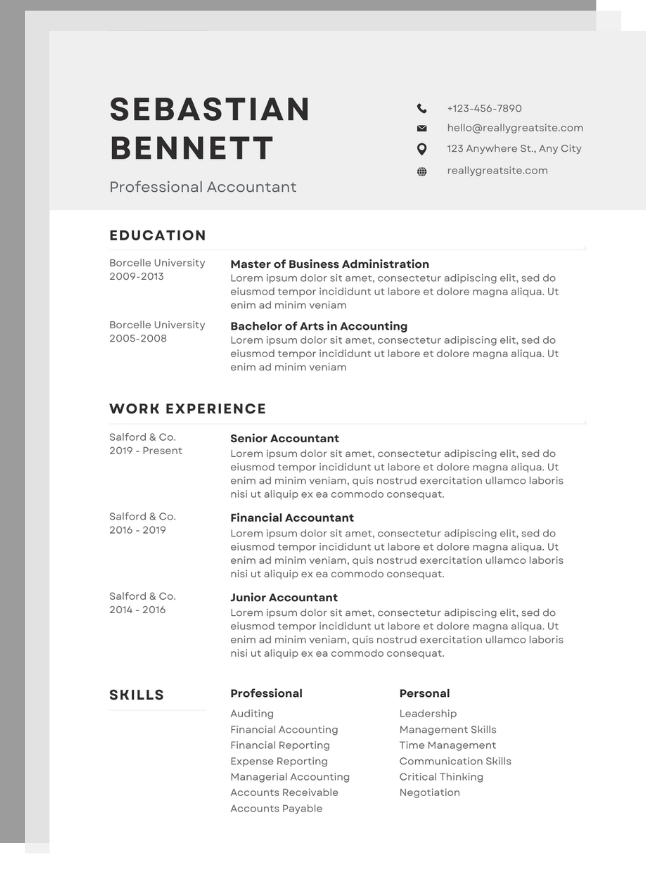 SEBASTIAN
BENNETT
Professional Accountant
+123-456-7890
hello@reallygreatsite.com
123 Anywhere St., Any City
reallygreatsite.com
EDUCATION
Borcelle University
2009-2013
Master of Business Administration
Lorem ipsum dolor sit amet, consectetur adipiscing elit, sed do
eiusmod tempor incididunt ut labore et dolore magna aliqua. Ut
enim ad minim veniam
Borcelle University
2005-2008
Bachelor of Arts in Accounting
Lorem ipsum dolor sit amet, consectetur adipiscing elit, sed do
eiusmod tempor incididunt ut labore et dolore magna aliqua. Ut
enim ad minim veniam
WORK EXPERIENCE
Salford & Co.
2019 - Present
Senior Accountant
Lorem ipsum dolor sit amet, consectetur adipiscing elit, sed do
eiusmod tempor incididunt ut labore et dolore magna aliqua. Ut
enim ad minim veniam, quis nostrud exercitation ullamco laboris
nisi ut aliquip ex ea commodo consequat.
Salford & Co.
2016 - 2019
Financial Accountant
Lorem ipsum dolor sit amet, consectetur adipiscing elit, sed do
eiusmod tempor incididunt ut labore et dolore magna aliqua. Ut
enim ad minim veniam, quis nostrud exercitation ullamco laboris
nisi ut aliquip ex ea commodo consequat.
Salford & Co.
2014 - 2016
Junior Accountant
Lorem ipsum dolor sit amet, consectetur adipiscing elit, sed do
eiusmod tempor incididunt ut labore et dolore magna aliqua. Ut
enim ad minim veniam, quis nostrud exercitation ullamco laboris
nisi ut aliquip ex ea commodo consequat.
SKILLS
Professional
Auditing
Financial Accounting
Financial Reporting
Expense Reporting
Managerial Accounting
Accounts Receivable
Accounts Payable
Personal
Leadership
Management Skills
Time Management
Communication Skills
Critical Thinking
Negotiation